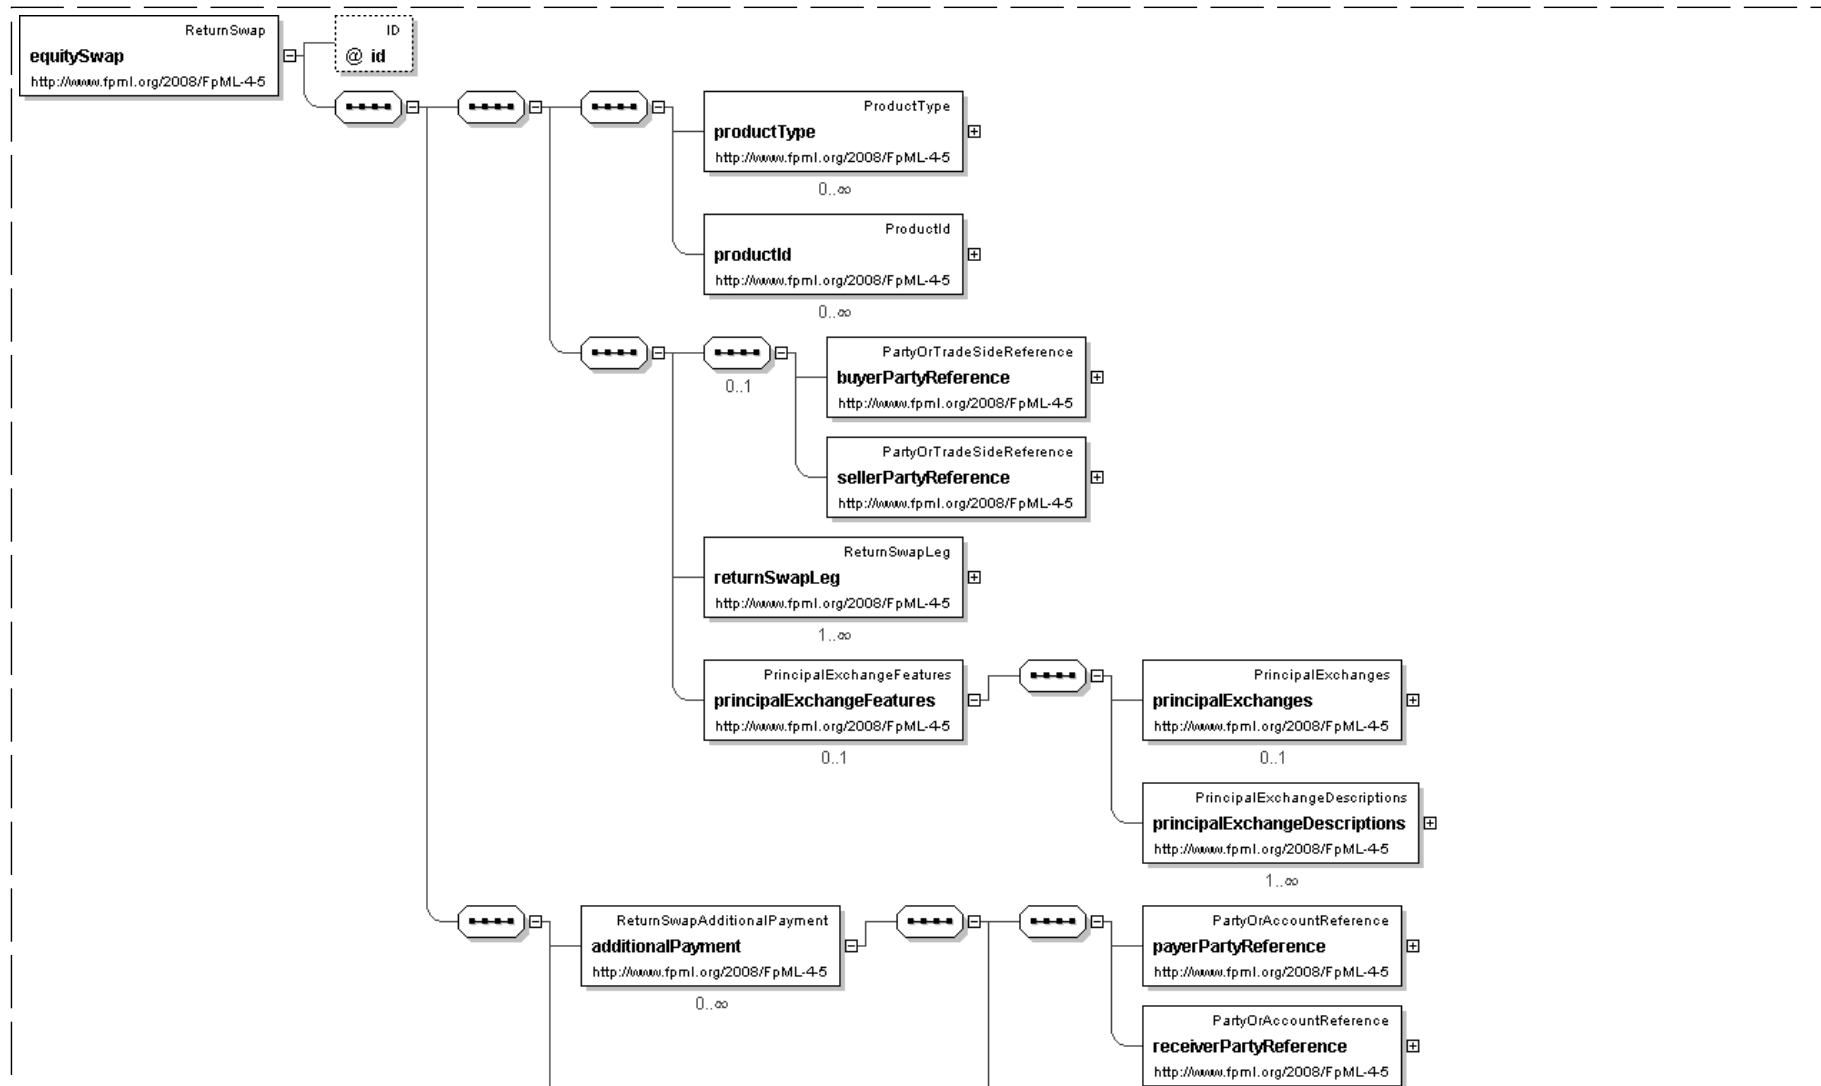 ReturnSwap
equitySwap
http://www.fpml.org/2008/FpML-4-5
ID
@ id
ProductType
productType
http://www.fpml.org/2008/FpML-4-5
0..∞
ProductId
productId
http://www.fpml.org/2008/FpML-4-5
0..∞
0..1
PartyOrTradeSideReference
buyerPartyReference
http://www.fpml.org/2008/FpML-4-5
PartyOrTradeSideReference
sellerPartyReference
http://www.fpml.org/2008/FpML-4-5
ReturnSwapLeg
returnSwapLeg
http://www.fpml.org/2008/FpML-4-5
1..∞
PrincipalExchangeFeatures
principalExchangeFeatures
http://www.fpml.org/2008/FpML-4-5
0..1
PrincipalExchanges
principalExchanges
http://www.fpml.org/2008/FpML-4-5
0..1
PrincipalExchangeDescriptions
principalExchangeDescriptions
http://www.fpml.org/2008/FpML-4-5
1..∞
ReturnSwapAdditionalPayment
additionalPayment
http://www.fpml.org/2008/FpML-4-5
0..∞
PartyOrAccountReference
payerPartyReference
http://www.fpml.org/2008/FpML-4-5
PartyOrAccountReference
receiverPartyReference
http://www.fpml.org/2008/FpML-4-5